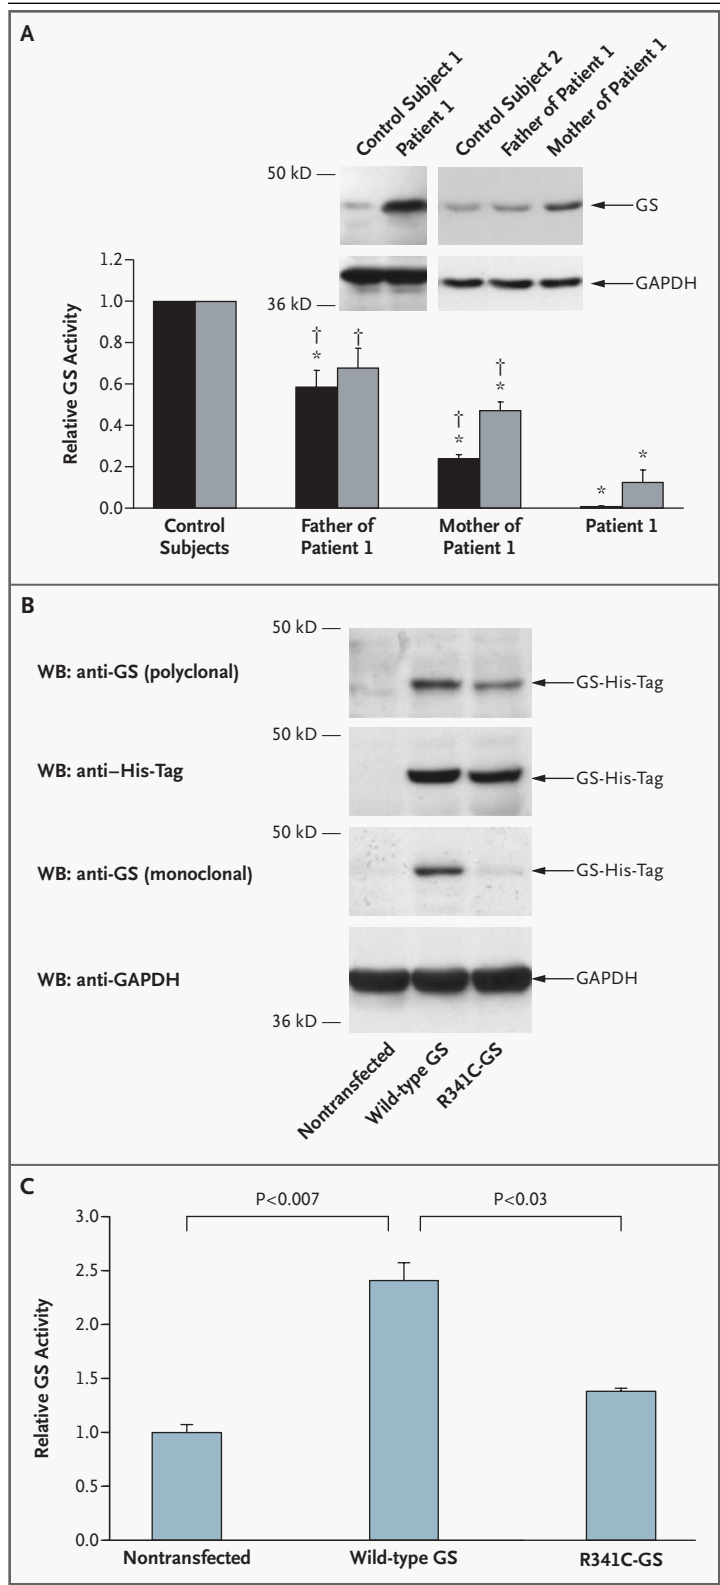 A
Control Subject 1
Patient 1
Control Subject 2
Father of Patient 1
Mother of Patient 1
50 kD
GS
GAPDH
36 kD
Relative GS Activity
1.2
1.0
0.8
0.6
0.4
0.2
0.0
†
*
†
†
*
†
*
*
*
Control
Subjects
Father of
Patient 1
Mother of
Patient 1
Patient 1
B
50 kD
WB: anti-GS (polyclonal)
GS-His-Tag
50 kD
WB: anti–His-Tag
GS-His-Tag
50 kD
WB: anti-GS (monoclonal)
GS-His-Tag
WB: anti-GAPDH
GAPDH
36 kD
Nontransfected
Wild-type GS
R341C-GS
C
P<0.007
P<0.03
Relative GS Activity
3.0
2.5
2.0
1.5
1.0
0.5
0.0
Nontransfected
Wild-type GS
R341C-GS